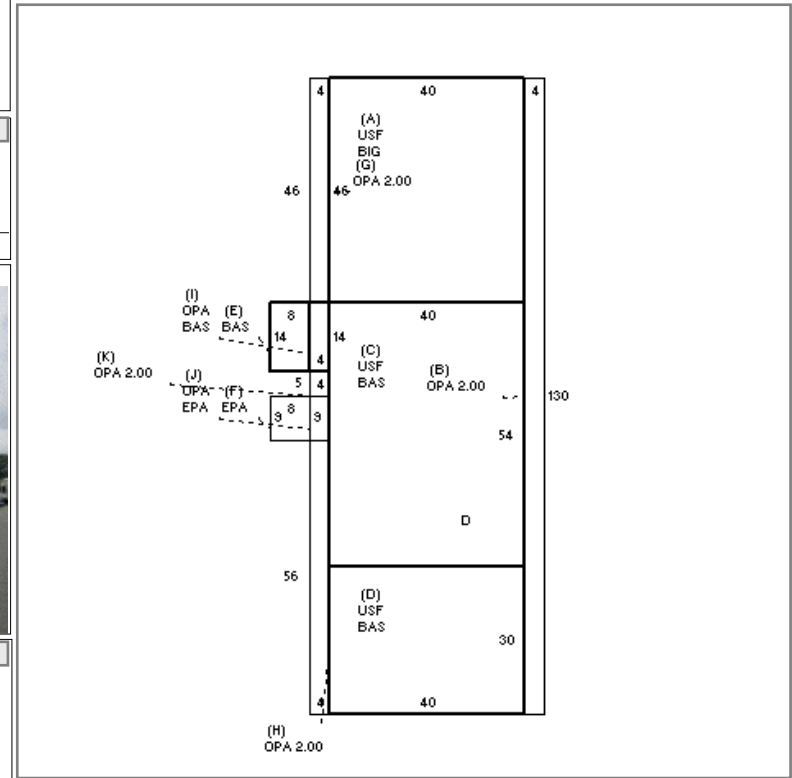 4 40 4
(A)
USF
BIG
(G)
OPA 2.00
46 46
(I)
OPA (E)
BAS BAS
8 40
14 14
4
(K)
OPA 2.00
(C)
USF
BAS
(B)
OPA 2.00
(J)
OPA (F)
EPA EPA
5 4
130
9 8 9
54
D
56
(D)
USF
BAS
30
4 40
(H)
OPA 2.00